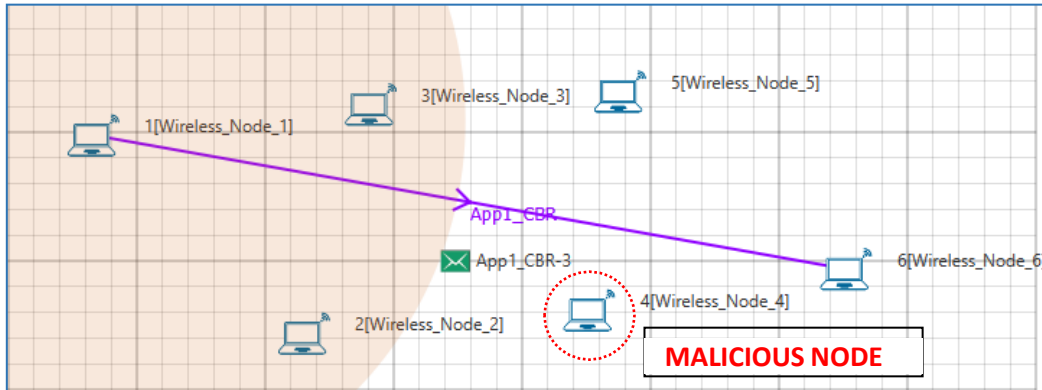 5[Wireless_Node_5]
3[Wireless_Node_3]
1[Wireless_Node_1]
App1_CBR
App1_CBR-3
6[Wireless_Node_6]
4[Wireless_Node_4]
2[Wireless_Node_2]
MALICIOUS NODE